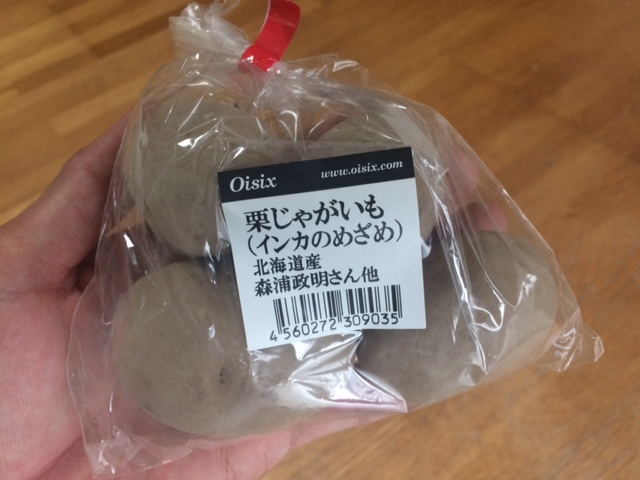 Oisix www.oisix.com
栗じゃがいも
(インカのめざめ)
北海道産
森浦政明さん他
4 560272 309035